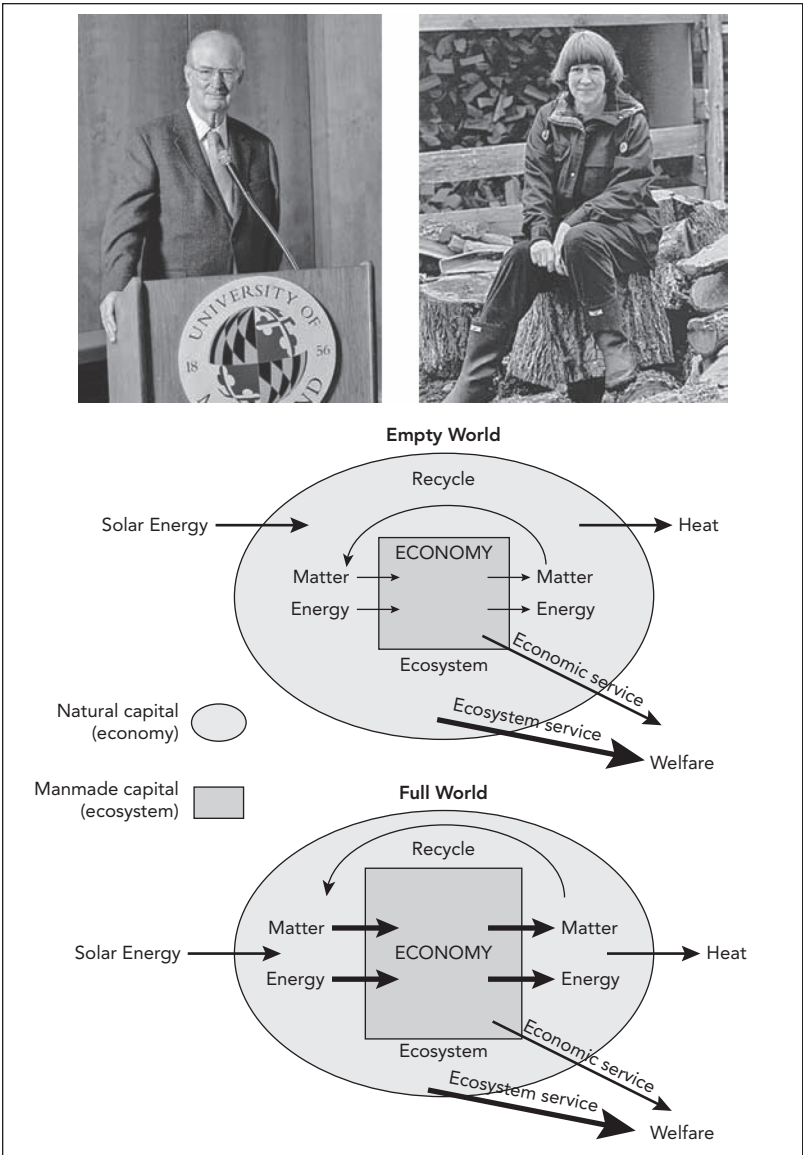 UNIVERSITY OF
18 56
Empty World
Recycle
Solar Energy
Heat
ECONOMY
Matter
Matter
Energy
Energy
Ecosystem
Economic service
Ecosystem service
Welfare
Natural capital
(economy)
Manmade capital
(ecosystem)
Full World
Recycle
Matter
Matter
Solar Energy
ECONOMY
Heat
Energy
Energy
Ecosystem
Economic service
Ecosystem service
Welfare